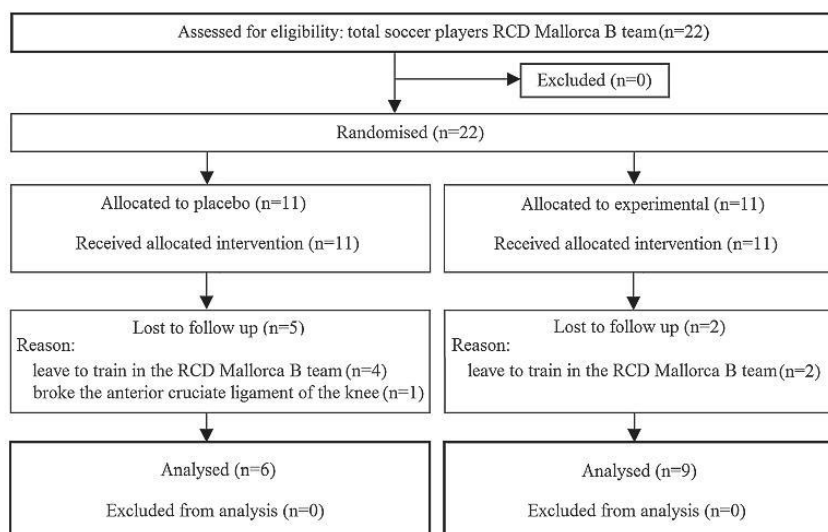 Assessed for eligibility: total soccer players RCD Mallorca B team (n=22)
Excluded (n=0)
Randomised (n=22)
Allocated to placebo (n=11)
Received allocated intervention (n=11)
Allocated to experimental (n=11)
Received allocated intervention (n=11)
Lost to follow up (n=5)
Reason:
leave to train in the RCD Mallorca B team (n=4)
broke the anterior cruciate ligament of the knee (n=1)
Lost to follow up (n=2)
Reason:
leave to train in the RCD Mallorca B team (n=2)
Analysed (n=6)
Excluded from analysis (n=0)
Analysed (n=9)
Excluded from analysis (n=0)